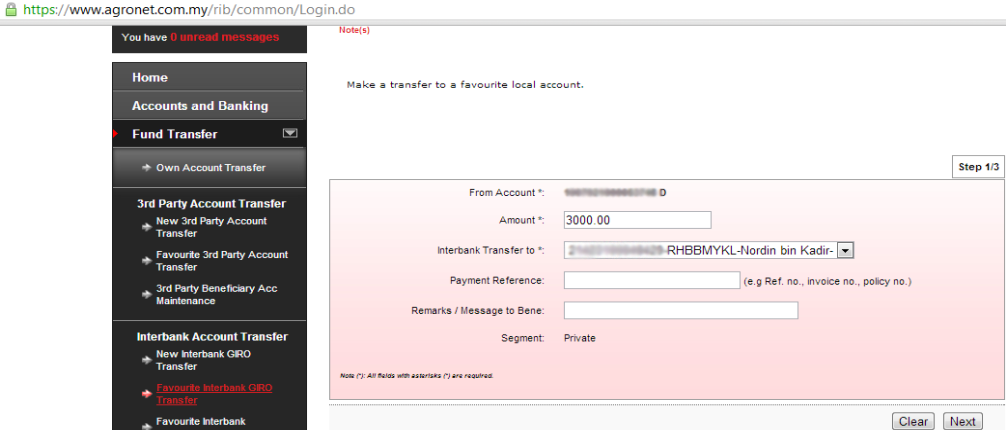 https://www.agronet.com.my/rib/common/Login.do
You have 0 unread messages
Home
Accounts and Banking
Fund Transfer
Own Account Transfer
3rd Party Account Transfer
New 3rd Party Account
Transfer
Favourite 3rd Party Account
Transfer
3rd Party Beneficiary Acc
Maintenance
Interbank Account Transfer
New Interbank GIRO
Transfer
Favourite Interbank GIRO
Transfer
Favourite Interbank
Note(s)
Make a transfer to a favourite local account.
Step 1/3
From Account *: D
Amount *: 3000.00
Interbank Transfer to *: -RHBBMYKL-Nordin bin Kadir-
Payment Reference: (e.g Ref. no., invoice no., policy no.)
Remarks / Message to Bene:
Segment: Private
Note (*): All fields with asterisks (*) are required.
Clear Next